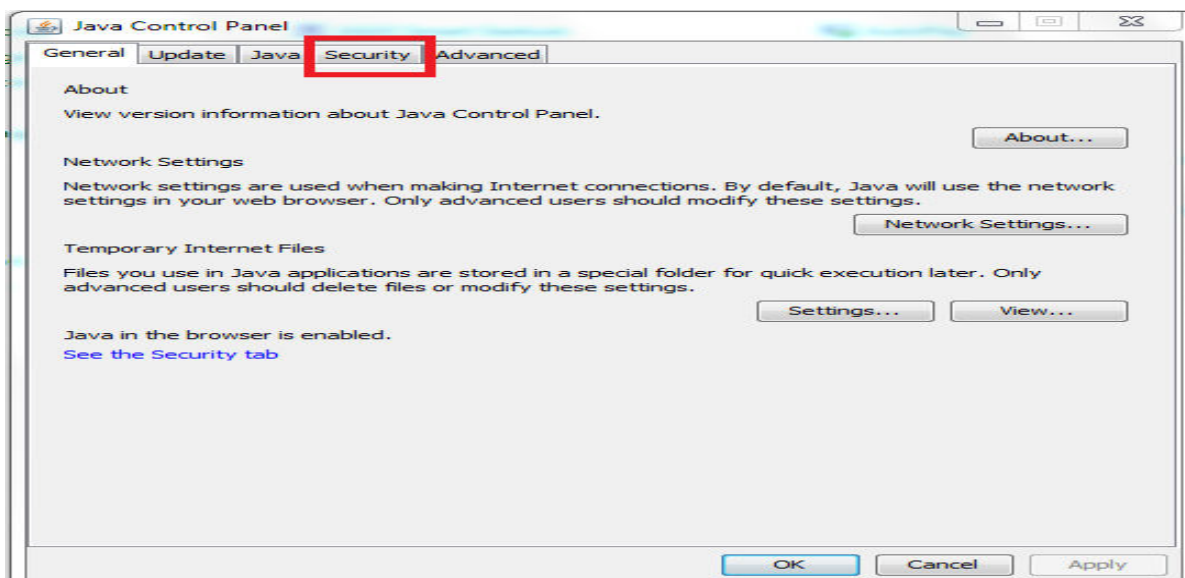 Java Control Panel
General Update Java Security Advanced
About
View version information about Java Control Panel.
About...
Network Settings
Network settings are used when making Internet connections. By default, Java will use the network
settings in your web browser. Only advanced users should modify these settings.
Network Settings...
Temporary Internet Files
Files you use in Java applications are stored in a special folder for quick execution later. Only
advanced users should delete files or modify these settings.
Settings... View...
Java in the browser is enabled.
See the Security tab
OK Cancel Apply